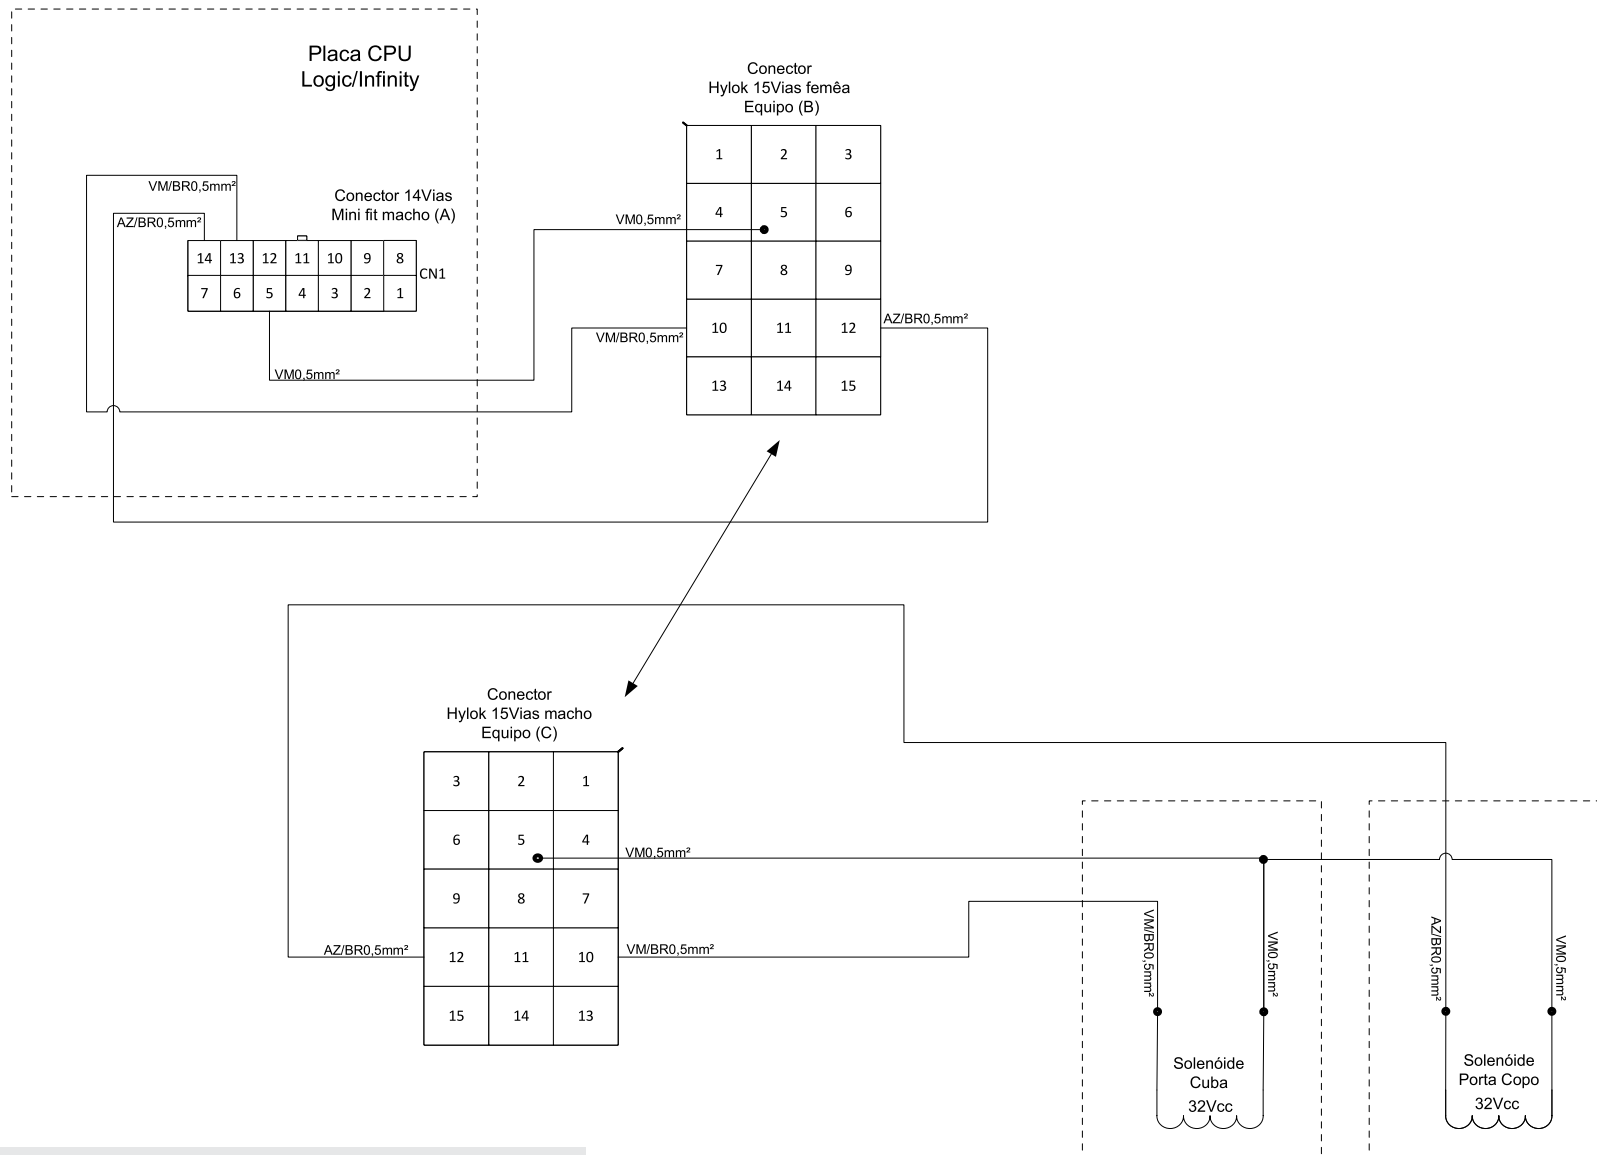 Placa CPU
Logic/Infinity
Conector
Hylok 15Vias femêa
Equipo (B)
1 2 3
4 5 6
7 8 9
10 11 12
13 14 15
VM/BR0,5mm²
AZ/BR0,5mm²
Conector 14Vias
Mini fit macho (A)
14 13 12 11 10 9 8
7 6 5 4 3 2 1
CN1
VM0,5mm²
VM0,5mm²
VM/BR0,5mm²
AZ/BR0,5mm²
Conector
Hylok 15Vias macho
Equipo (C)
3 2 1
6 5 4
9 8 7
12 11 10
15 14 13
VM0,5mm²
AZ/BR0,5mm²
VM/BR0,5mm²
VM/BR0,5mm²
VM0,5mm²
AZ/BR0,5mm²
VM0,5mm²
Solenóide
Cuba
32Vcc
Solenóide
Porta Copo
32Vcc